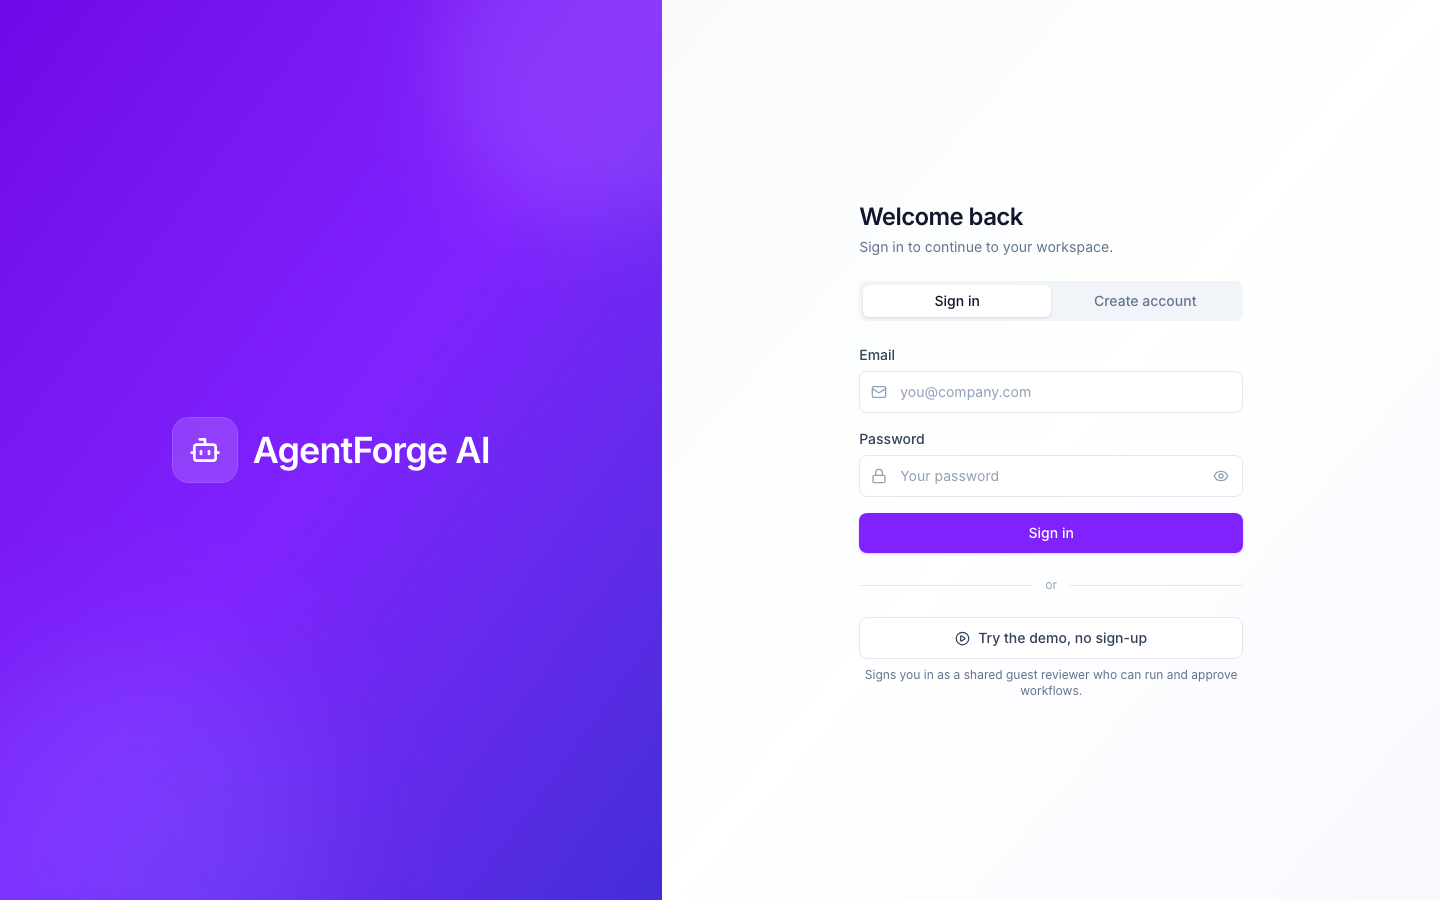 AgentForge AI
Welcome back
Sign in to continue to your workspace.
Sign in
Create account
Email
you@company.com
Password
Your password
Sign in
or
Try the demo, no sign-up
Signs you in as a shared guest reviewer who can run and approve
workflows.